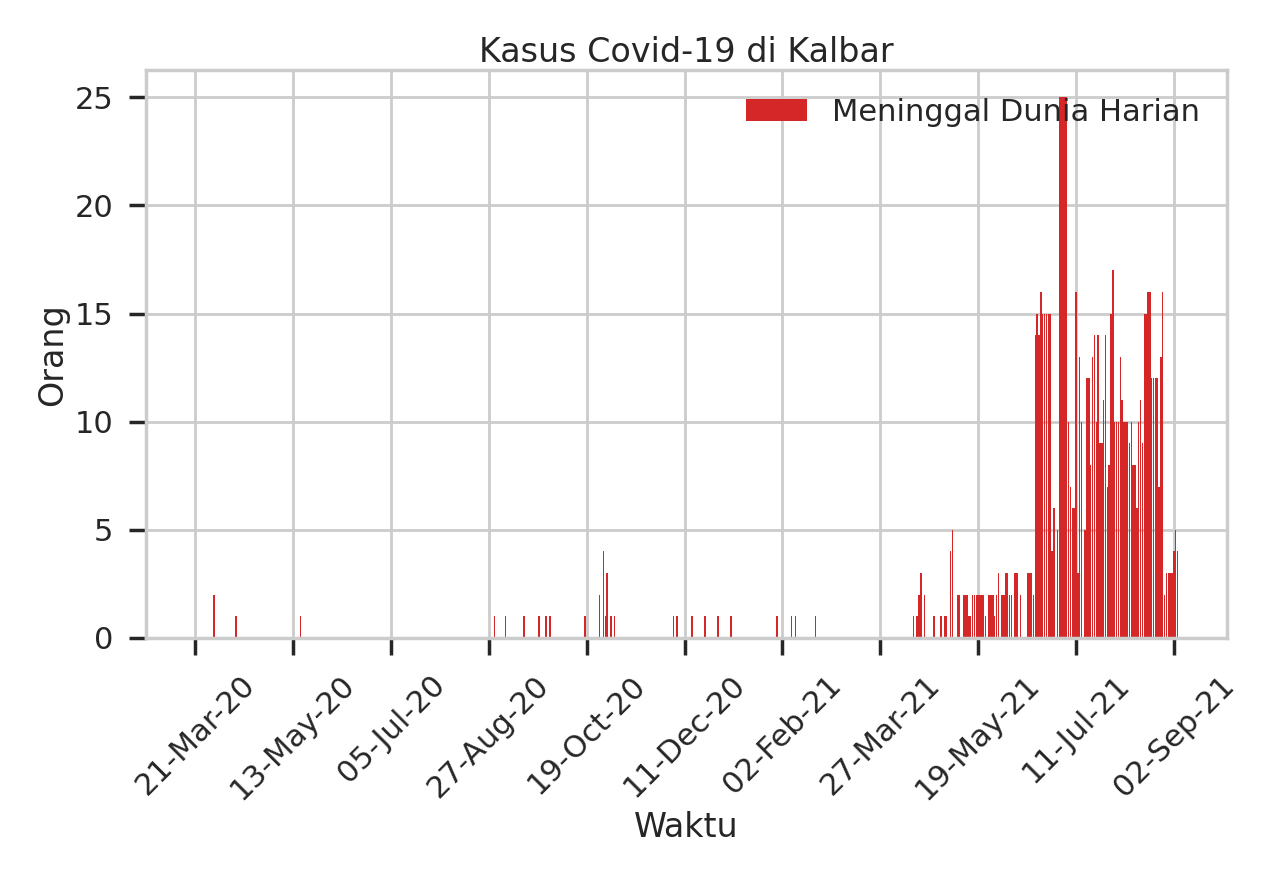 Kasus Covid-19 di Kalbar
Meninggal Dunia Harian
Orang
25
20
15
10
5
0
21-Mar-20
13-May-20
05-Jul-20
27-Aug-20
19-Oct-20
11-Dec-20
02-Feb-21
27-Mar-21
19-May-21
11-Jul-21
02-Sep-21
Waktu